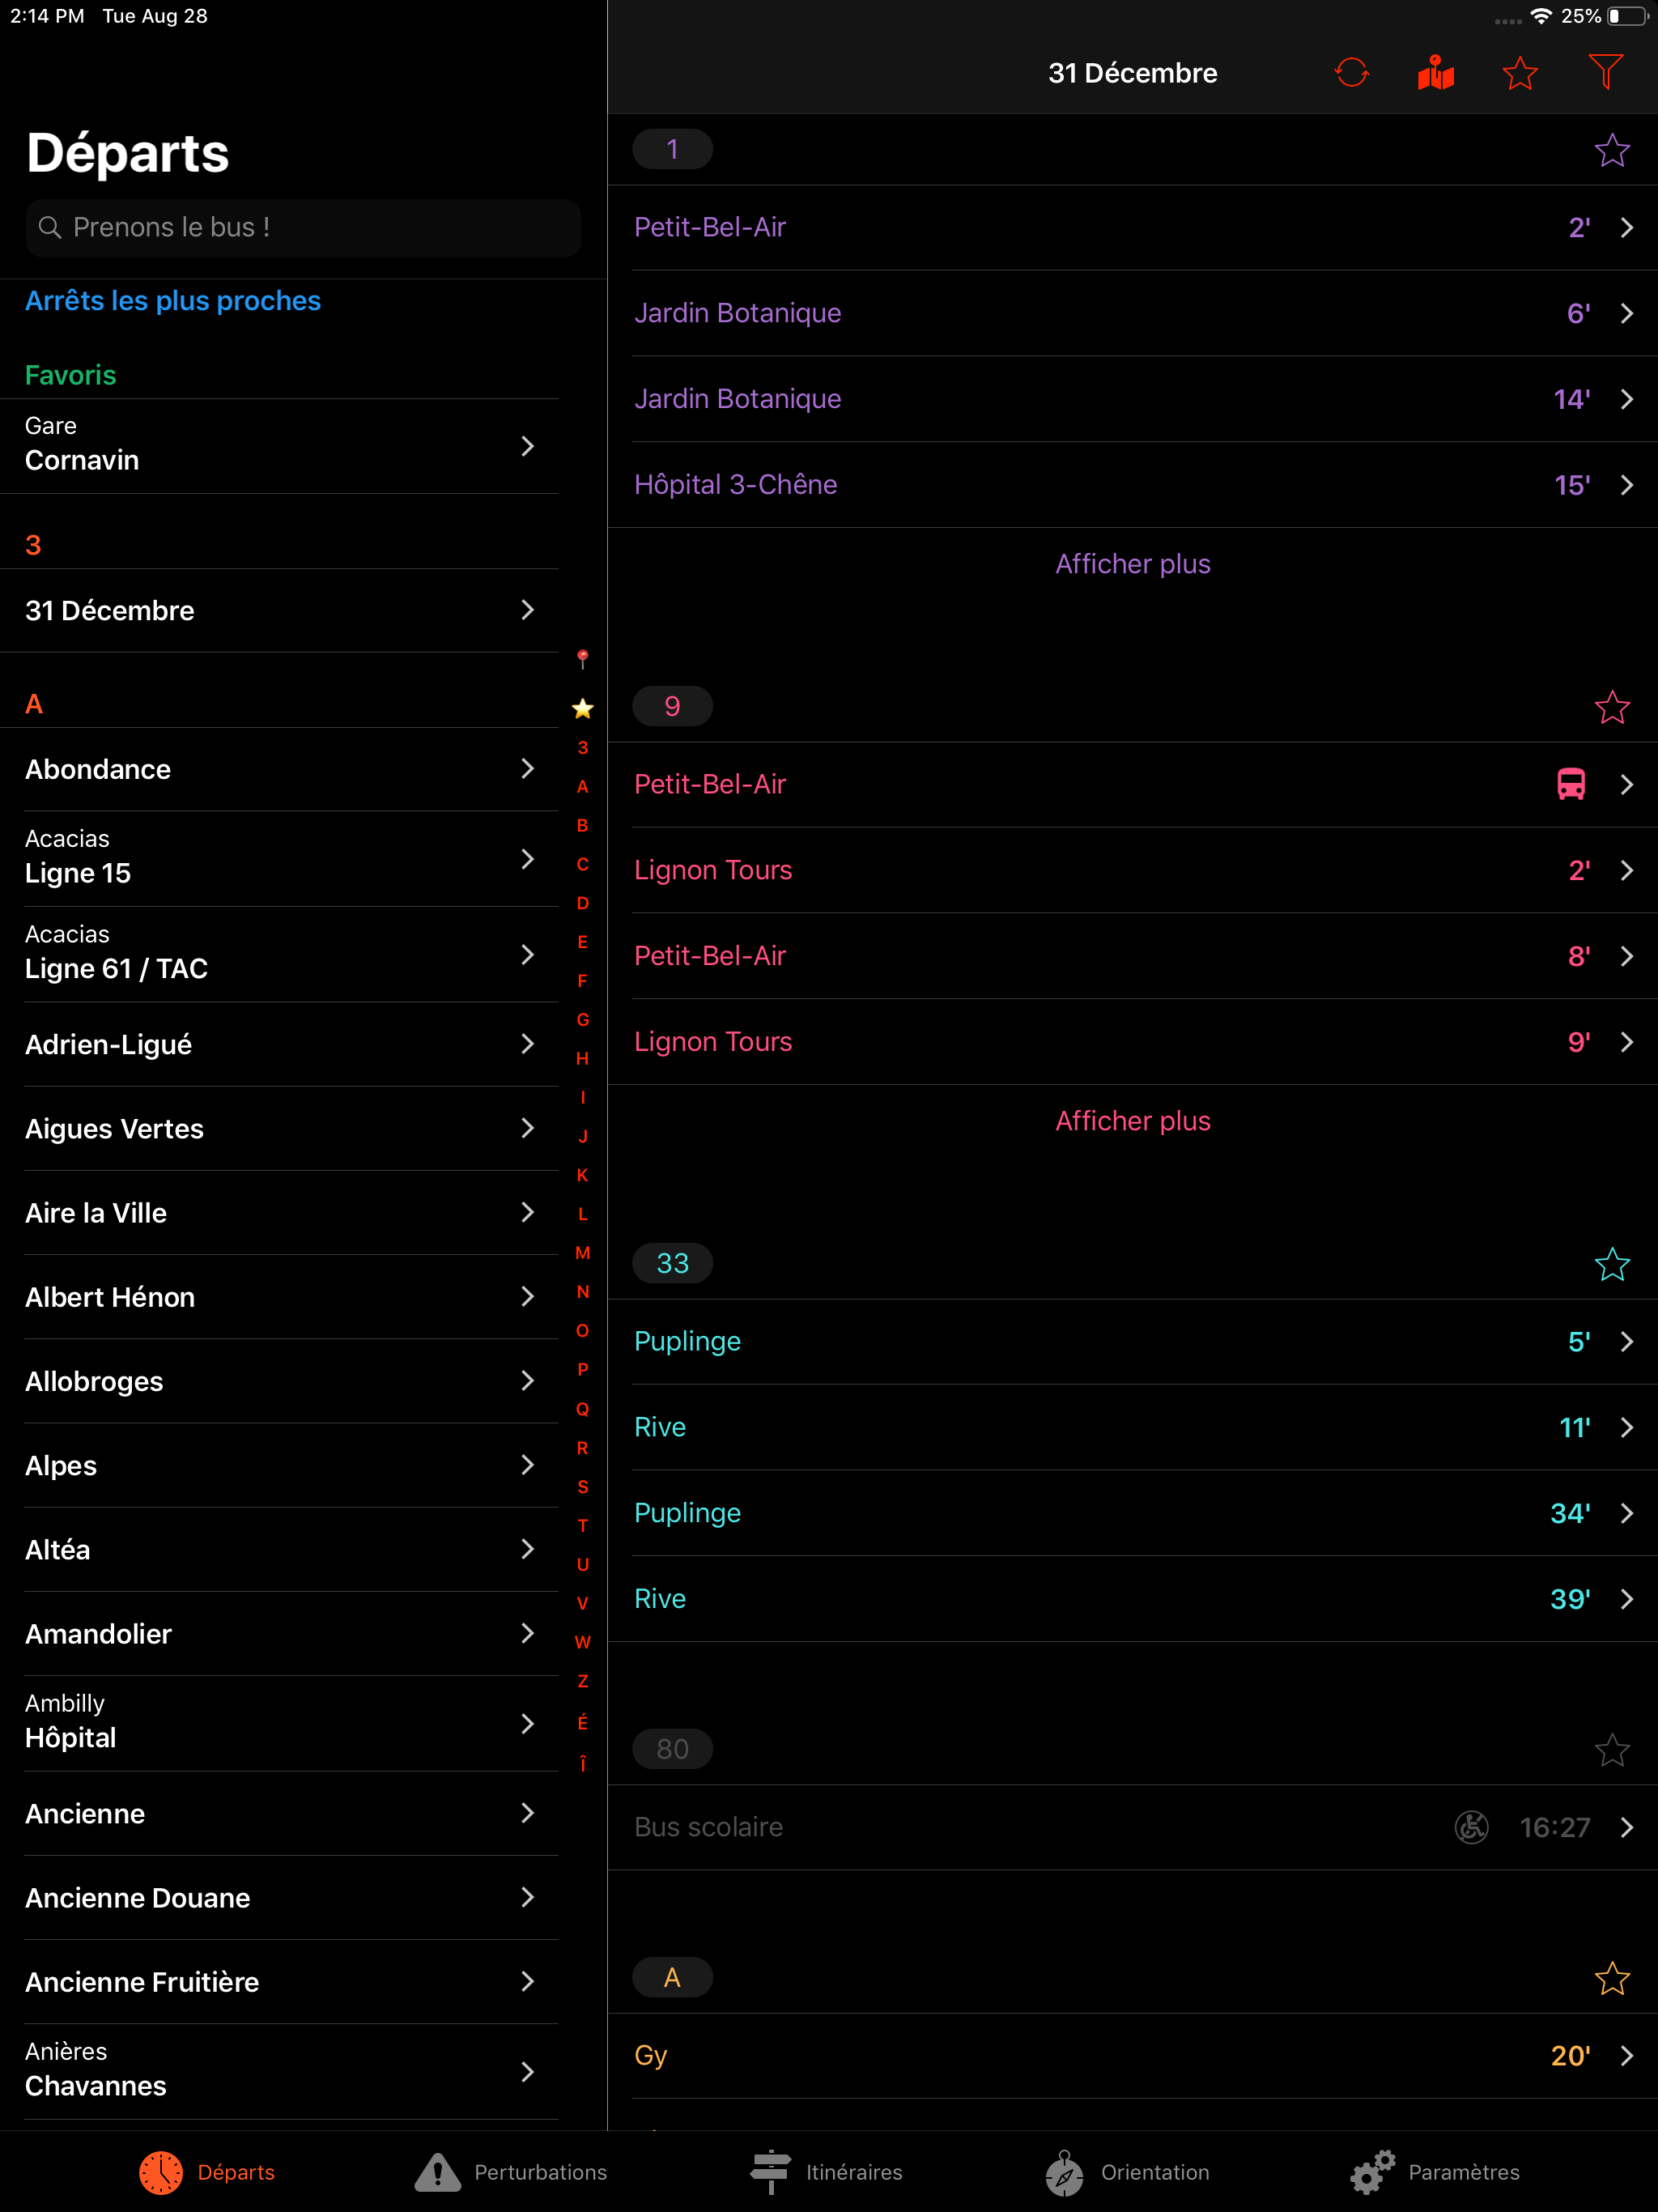 2:14 PM Tue Aug 28
25%
Départs
Prenons le bus !
Arrêts les plus proches
Favoris
Gare
Cornavin
3
31 Décembre
A
Abondance
Acacias
Ligne 15
Acacias
Ligne 61 / TAC
Adrien-Ligué
Aigues Vertes
Aire la Ville
Albert Hénon
Allobroges
Alpes
Altéa
Amandolier
Ambilly
Hôpital
Ancienne
Ancienne Douane
Ancienne Fruitière
Anières
Chavannes
3
A
B
C
D
E
F
G
H
I
J
K
L
M
N
O
P
Q
R
S
T
U
V
W
Z
É
Î
31 Décembre
1
Petit-Bel-Air 2'
Jardin Botanique 6'
Jardin Botanique 14'
Hôpital 3-Chêne 15'
Afficher plus
9
Petit-Bel-Air
Lignon Tours 2'
Petit-Bel-Air 8'
Lignon Tours 9'
Afficher plus
33
Puplinge 5'
Rive 11'
Puplinge 34'
Rive 39'
80
Bus scolaire 16:27
A
Gy 20'
Départs Perturbations Itinéraires Orientation Paramètres